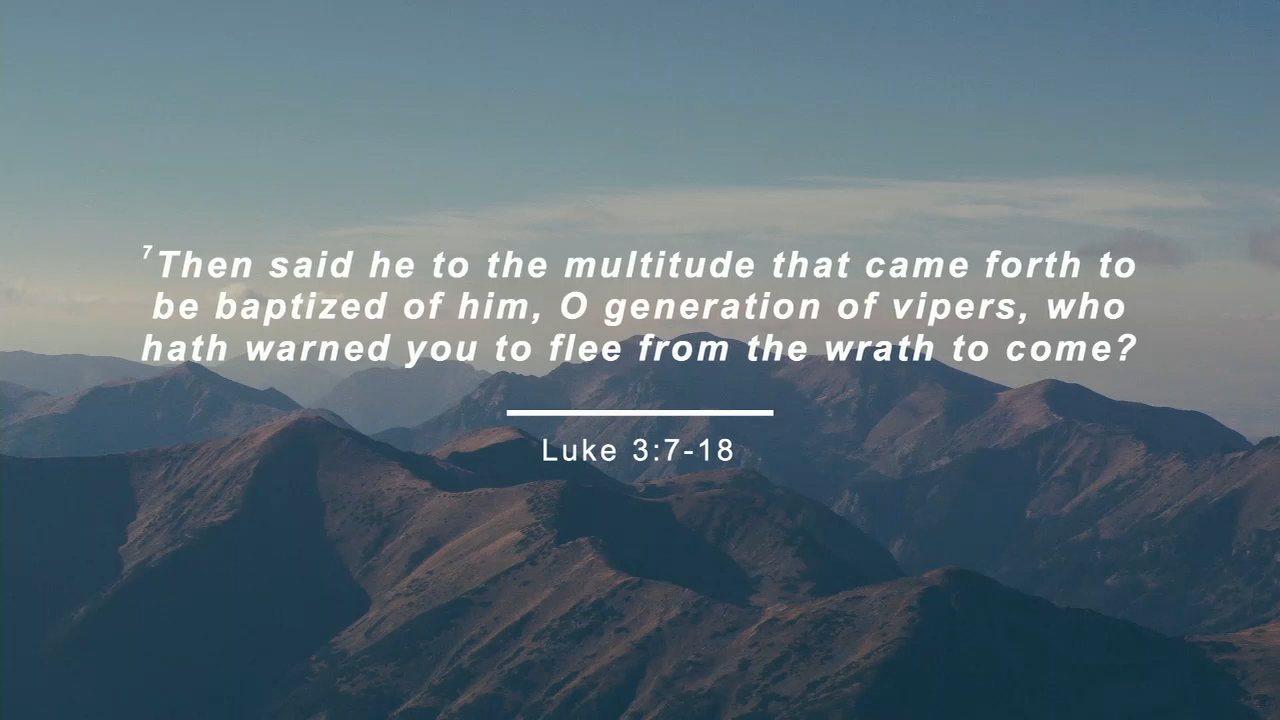 ⁷Then said he to the multitude that came forth to
be baptized of him, O generation of vipers, who
hath warned you to flee from the wrath to come?
Luke 3:7-18